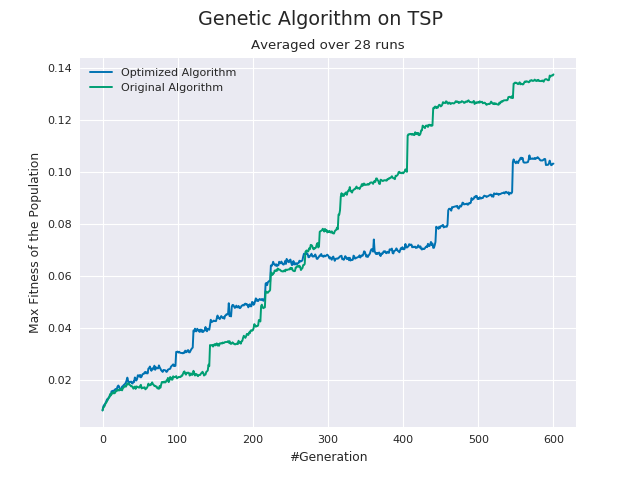 Genetic Algorithm on TSP
Averaged over 28 runs
Optimized Algorithm
Original Algorithm
Max Fitness of the Population
0.14
0.12
0.10
0.08
0.06
0.04
0.02
0 100 200 300 400 500 600
#Generation